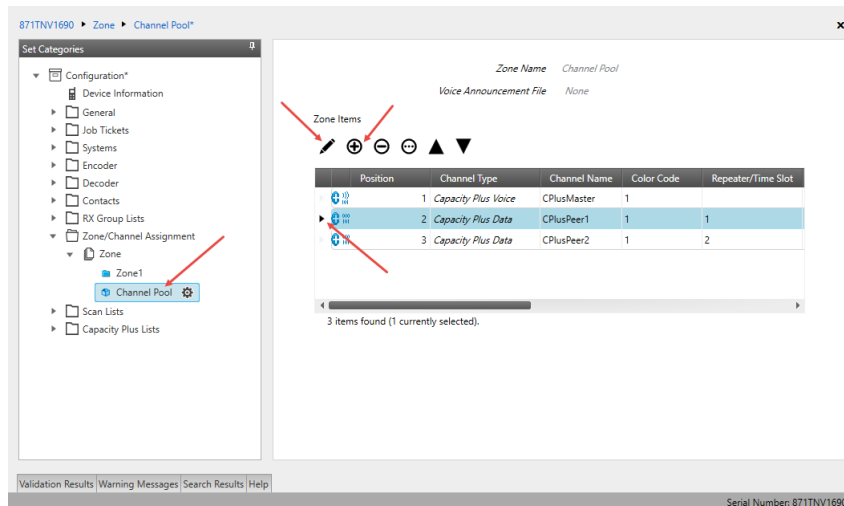 871TNV1690 Zone Channel Pool*
Set Categories
Configuration*
Device Information
General
Job Tickets
Systems
Encoder
Decoder
Contacts
RX Group Lists
Zone/Channel Assignment
Zone
Zone1
Channel Pool
Scan Lists
Capacity Plus Lists
Zone Name Channel Pool
Voice Announcement File None
Zone Items
Position Channel Type Channel Name Color Code Repeater/Time Slot
1 Capacity Plus Voice CPlusMaster 1
2 Capacity Plus Data CPlusPeer1 1 1
3 Capacity Plus Data CPlusPeer2 1 2
3 items found (1 currently selected).
Validation Results Warning Messages Search Results Help
Serial Number: 871TNV1690